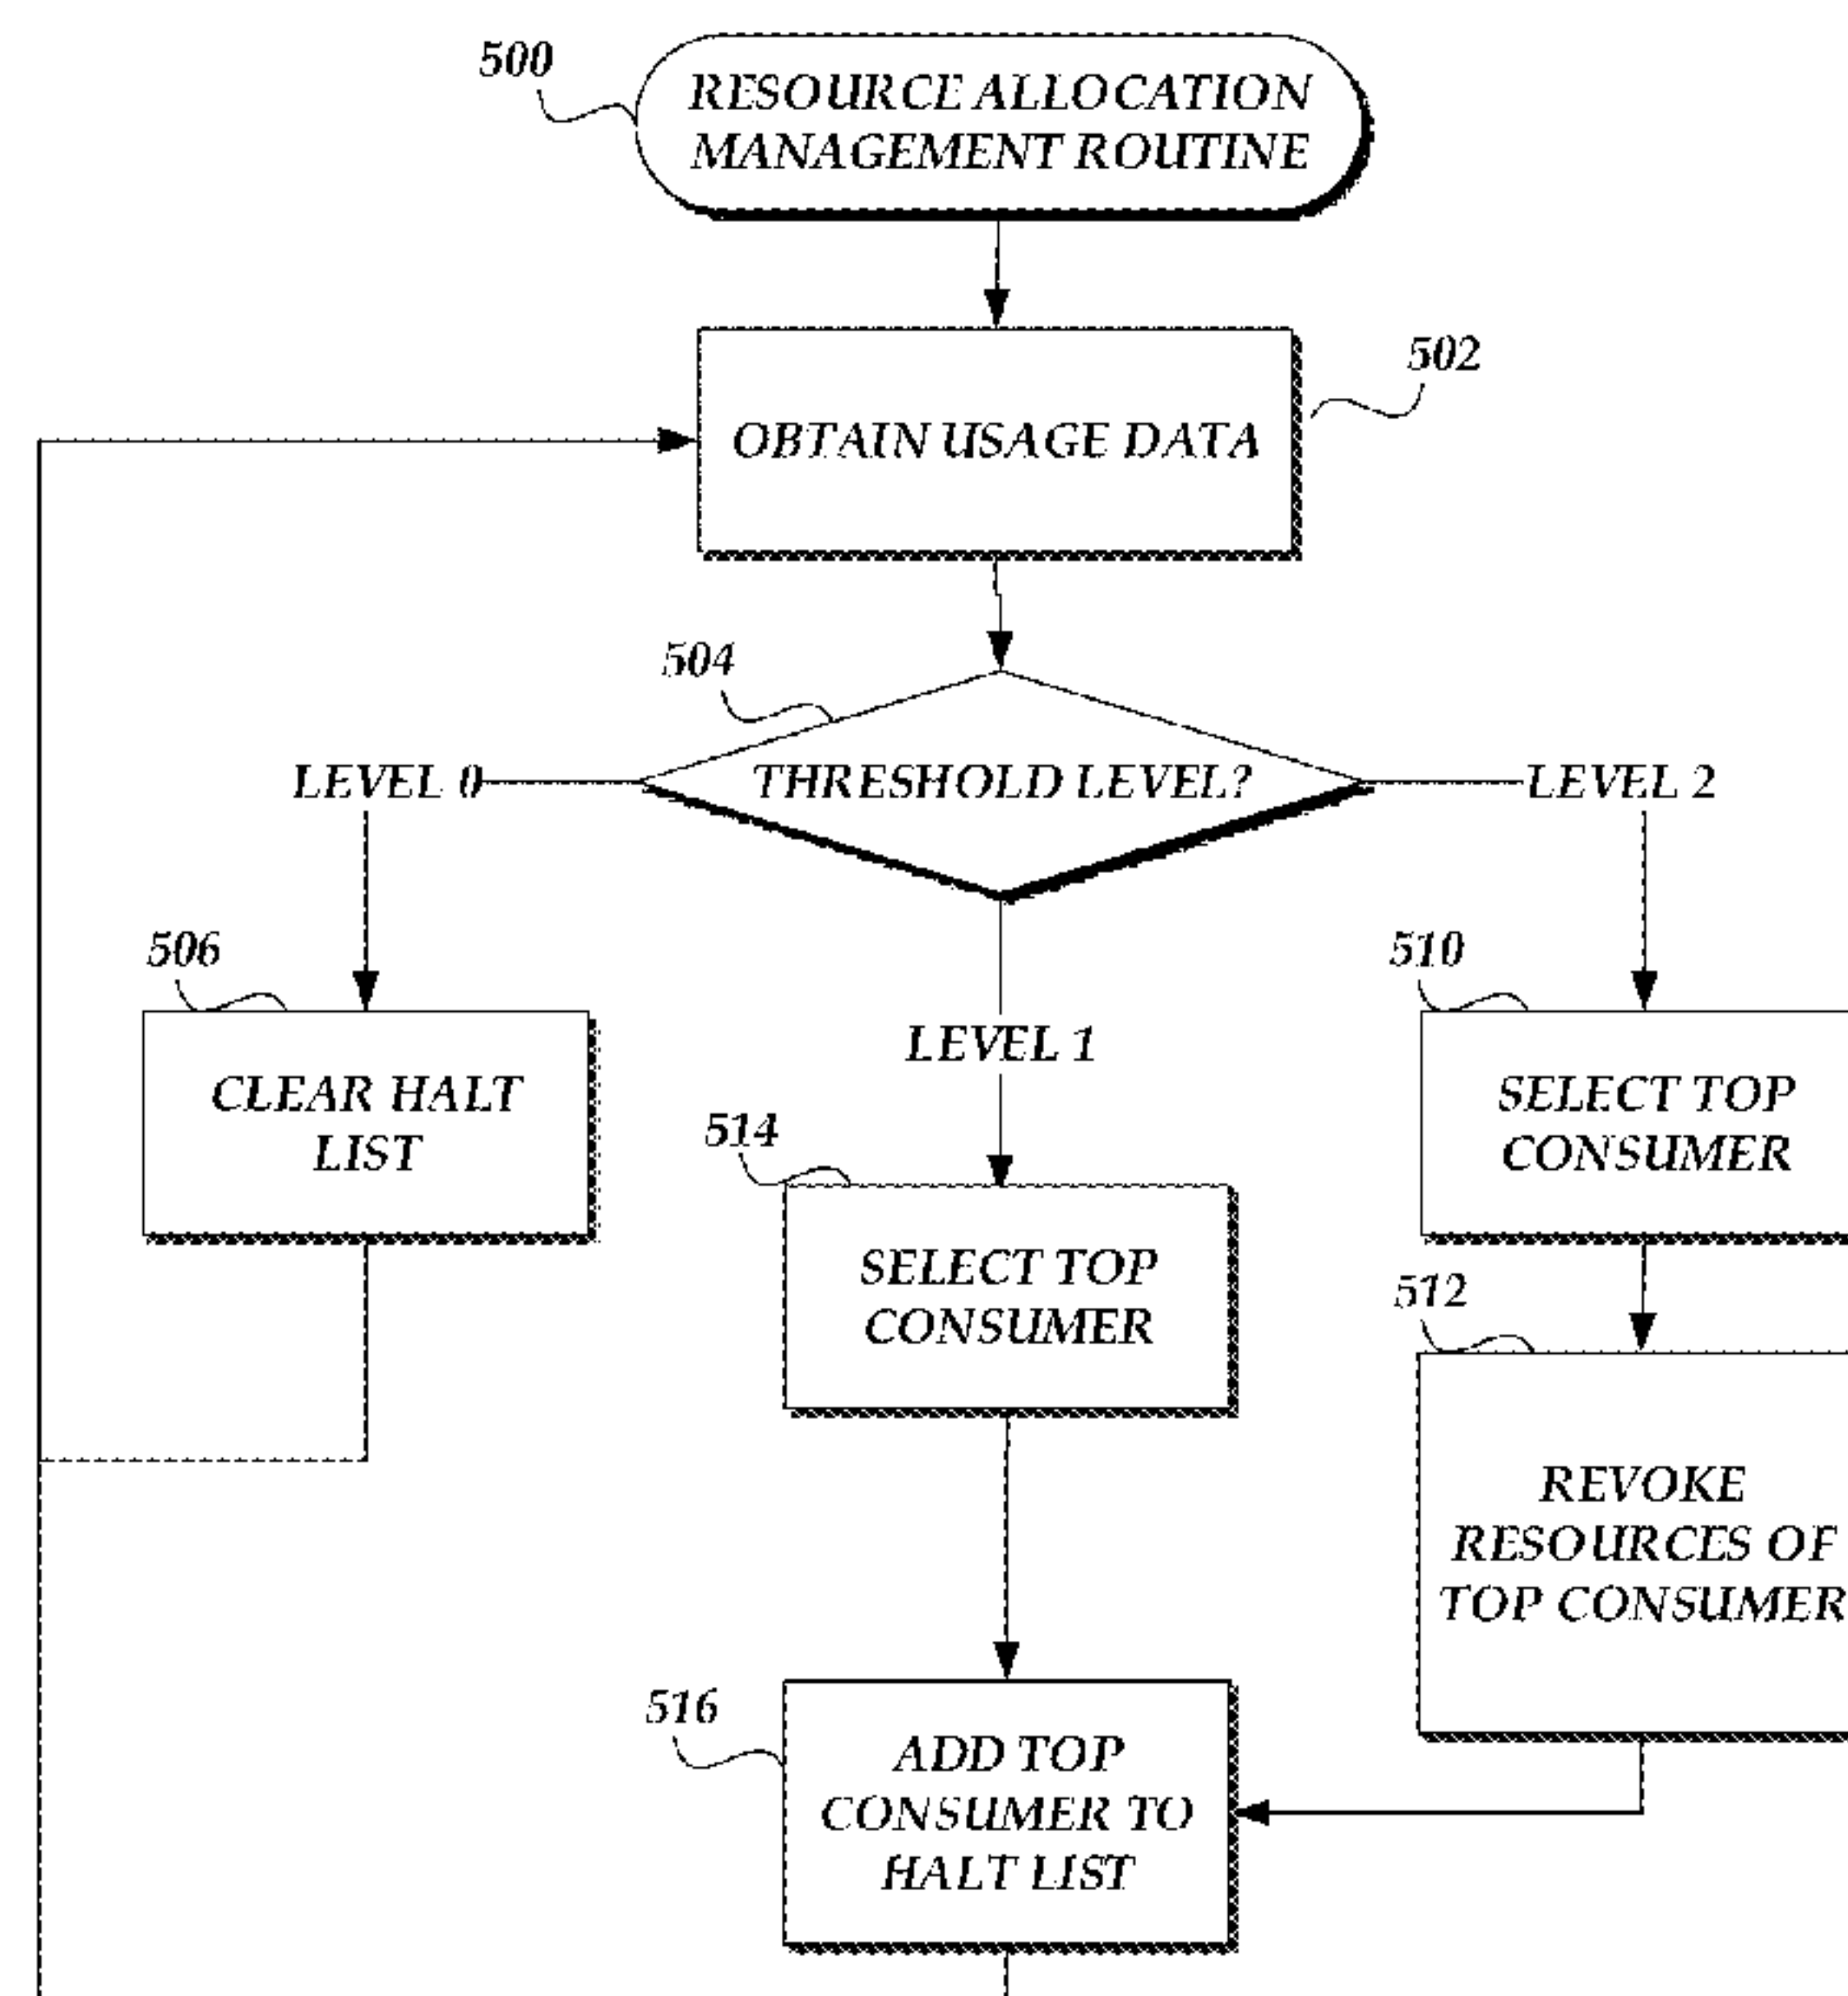 500
RESOURCE ALLOCATION
MANAGEMENT ROUTINE
502
OBTAIN USAGE DATA
504
LEVEL 0
THRESHOLD LEVEL?
LEVEL 2
506
510
LEVEL 1
CLEAR HALT
LIST
SELECT TOP
CONSUMER
514
SELECT TOP
CONSUMER
512
REVOKE
RESOURCES OF
TOP CONSUMER
516
ADD TOP
CONSUMER TO
HALT LIST